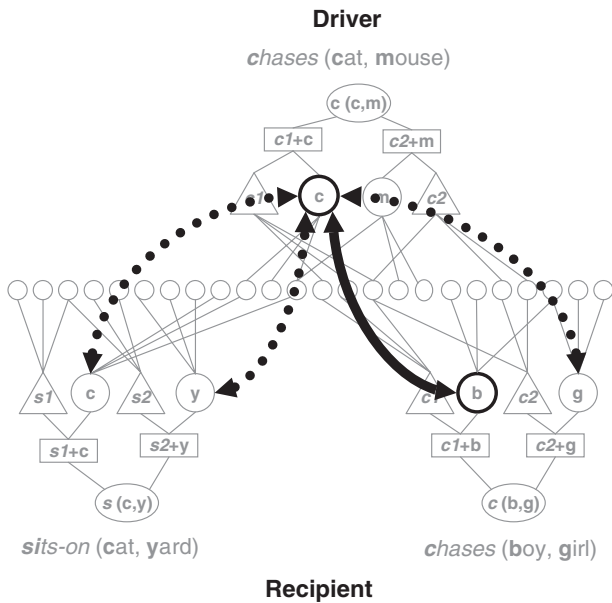 Driver
chases (cat, mouse)
c (c,m)
c1+c c2+m
s1 c m c2
s1 c s2 y c1 b c2 g
s1+c s2+y c1+b c2+g
s (c,y) c (b,g)
sits-on (cat, yard) chases (boy, girl)
Recipient